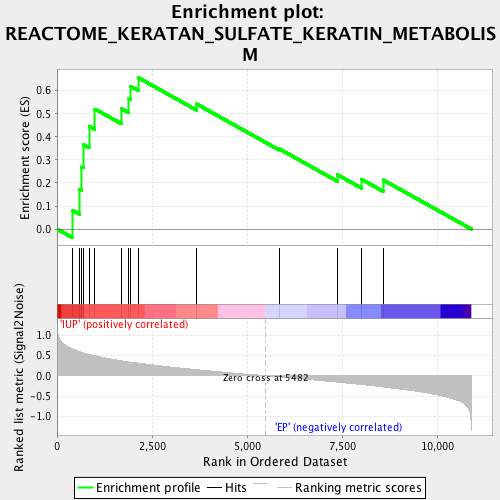 Enrichment plot:
REACTOME_KERATAN_SULFATE_KERATIN_METABOLIS
M
Enrichment score (ES)
0.6
0.5
0.4
0.3
0.2
0.1
0.0
'IUP' (positively correlated)
Ranked list metric (Signal2Noise)
1.0
0.5
0.0
-0.5
-1.0
Zero cross at 5482
'EP' (negatively correlated)
0
2,500
5,000
7,500
10,000
Rank in Ordered Dataset
Enrichment profile
Hits
Ranking metric scores